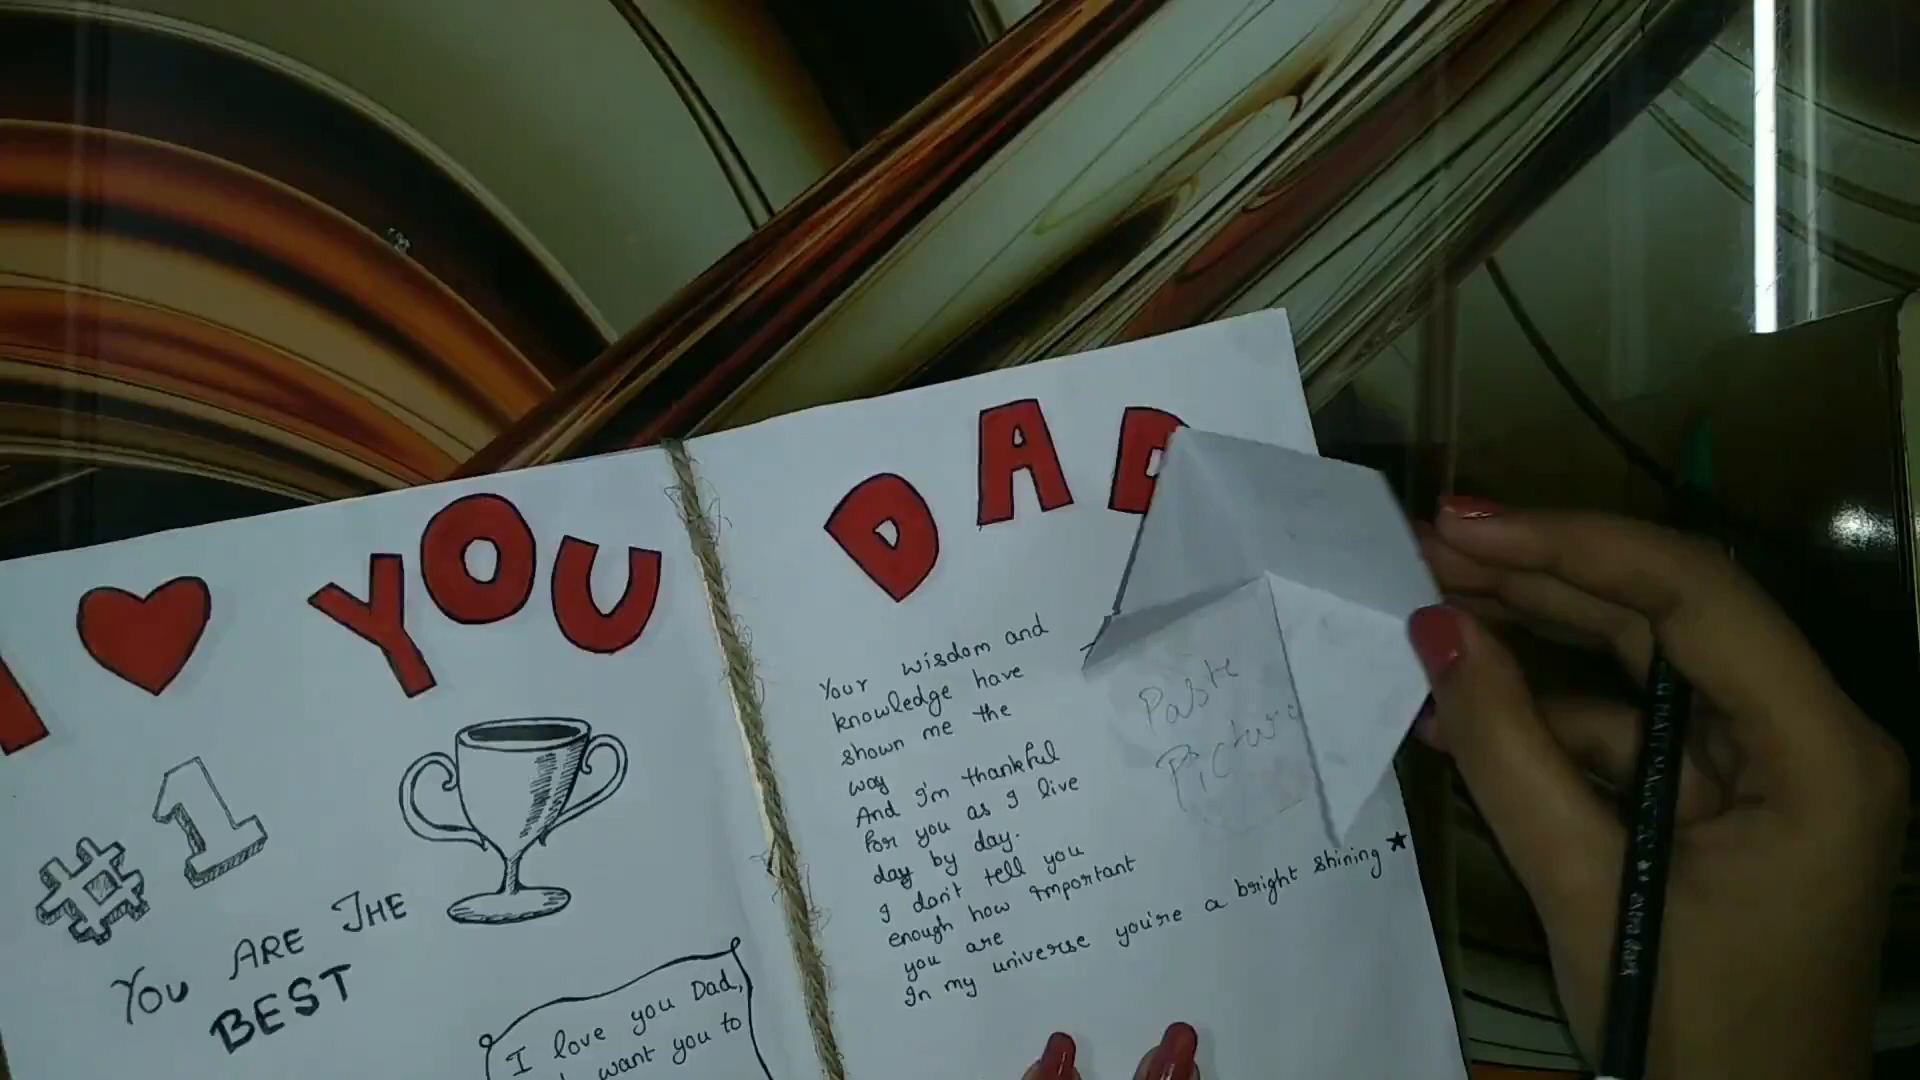 I ♥ YOU
DAD
#1
YOU ARE THE
BEST
I love you Dad,
want you to
Your wisdom and
knowledge have
shown me the
way
And I'm thankful
for you as I live
day by day.
I don't tell you
enough how important
you are
In my universe you're a bright shining ★
Paste
Picture